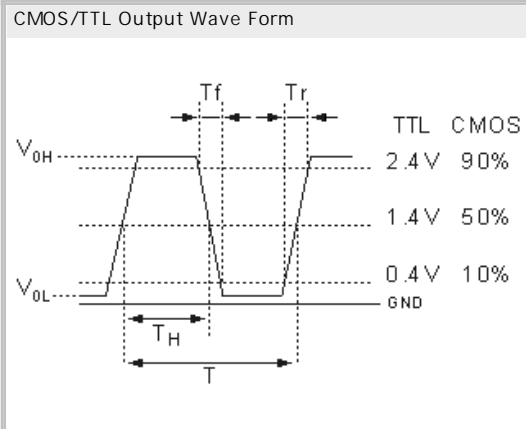 CMOS/TTL Output Wave Form
Tf Tr
TTL CMOS
V0H
2.4V 90%
1.4V 50%
0.4V 10%
V0L
GND
TH
T